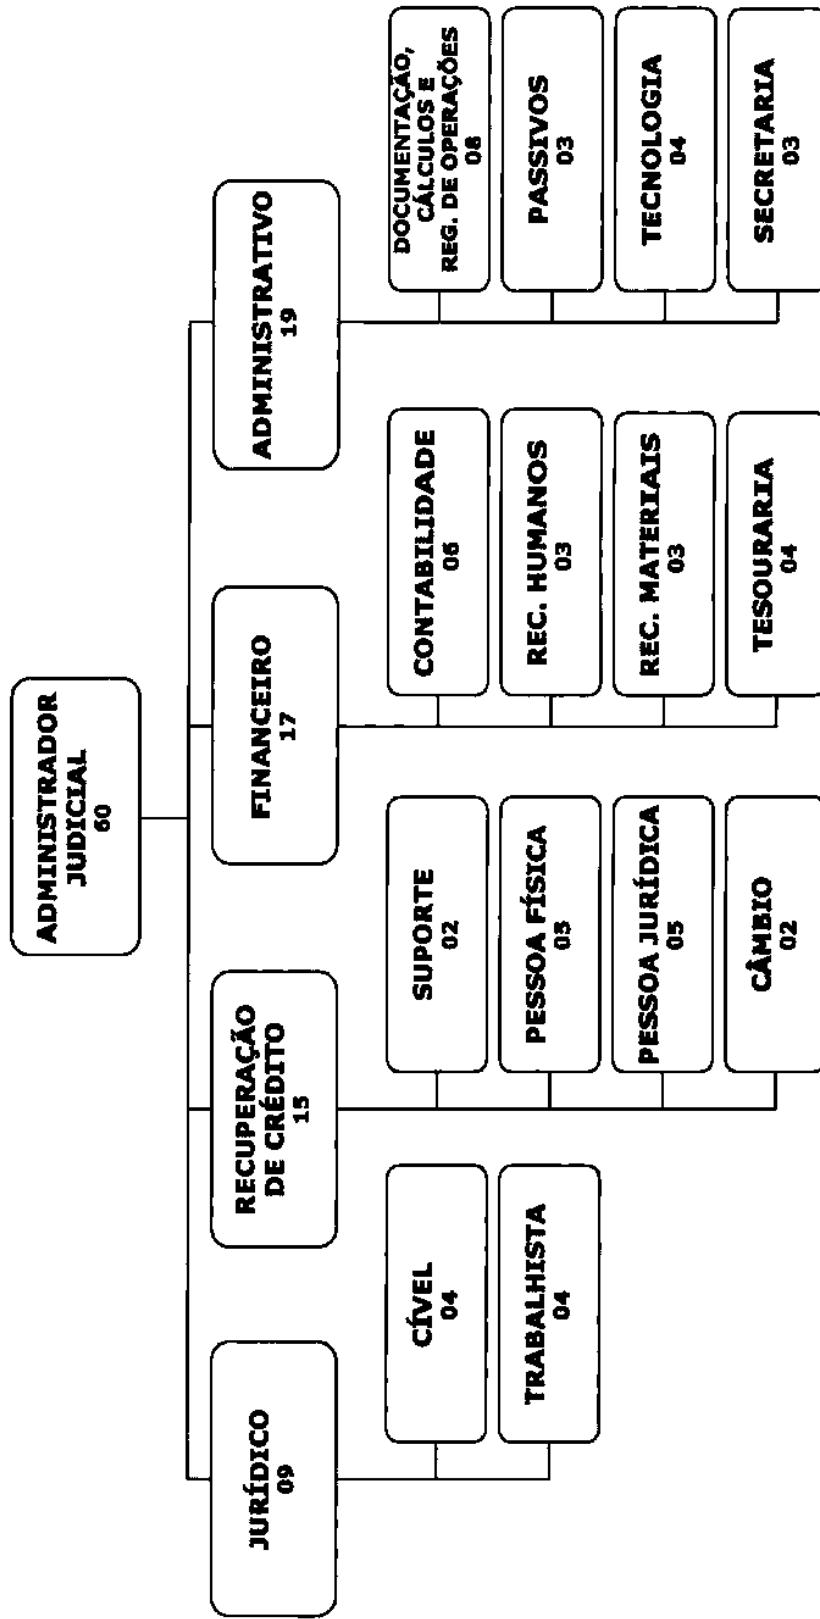 ADMINISTRADOR
JUDICIAL
60
JURÍDICO
09
CÍVEL
04
TRABALHISTA
04
RECUPERAÇÃO
DE CRÉDITO
15
SUPORTE
02
PESSOA FÍSICA
05
PESSOA JURÍDICA
05
CÂMBIO
02
FINANCEIRO
17
CONTABILIDADE
06
REC. HUMANOS
03
REC. MATERIAIS
03
TESOURARIA
04
ADMINISTRATIVO
19
DOCUMENTAÇÃO,
CÁLCULOS E
REG. DE OPERAÇÕES
08
PASSIVOS
03
TECNOLOGIA
04
SECRETARIA
03